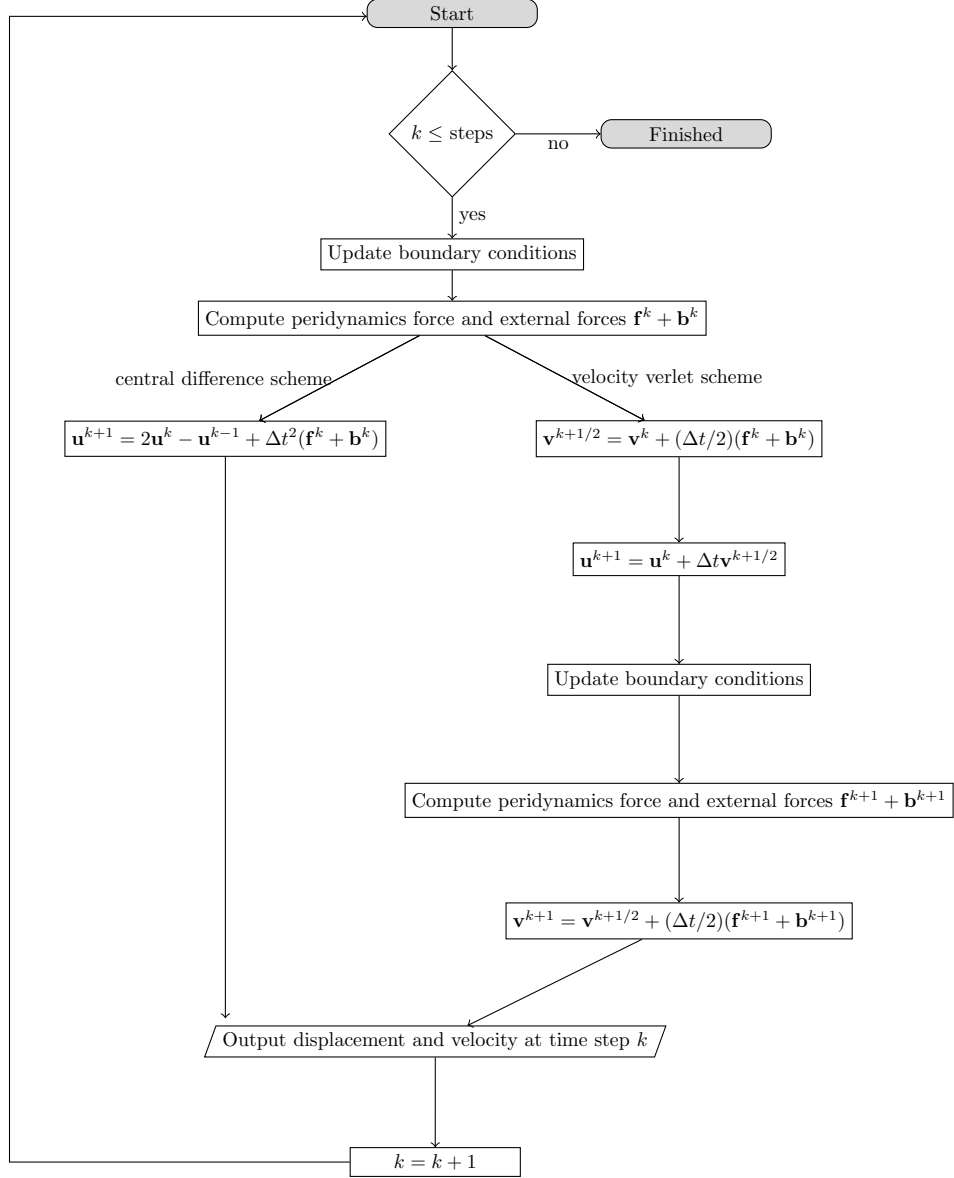 Start
k ≤ steps
no
Finished
yes
Update boundary conditions
Compute peridynamics force and external forces f^k + b^k
central difference scheme
velocity verlet scheme
u^{k+1} = 2u^k − u^{k−1} + Δt^2(f^k + b^k)
v^{k+1/2} = v^k + (Δt/2)(f^k + b^k)
u^{k+1} = u^k + Δtv^{k+1/2}
Update boundary conditions
Compute peridynamics force and external forces f^{k+1} + b^{k+1}
v^{k+1} = v^{k+1/2} + (Δt/2)(f^{k+1} + b^{k+1})
Output displacement and velocity at time step k
k = k + 1